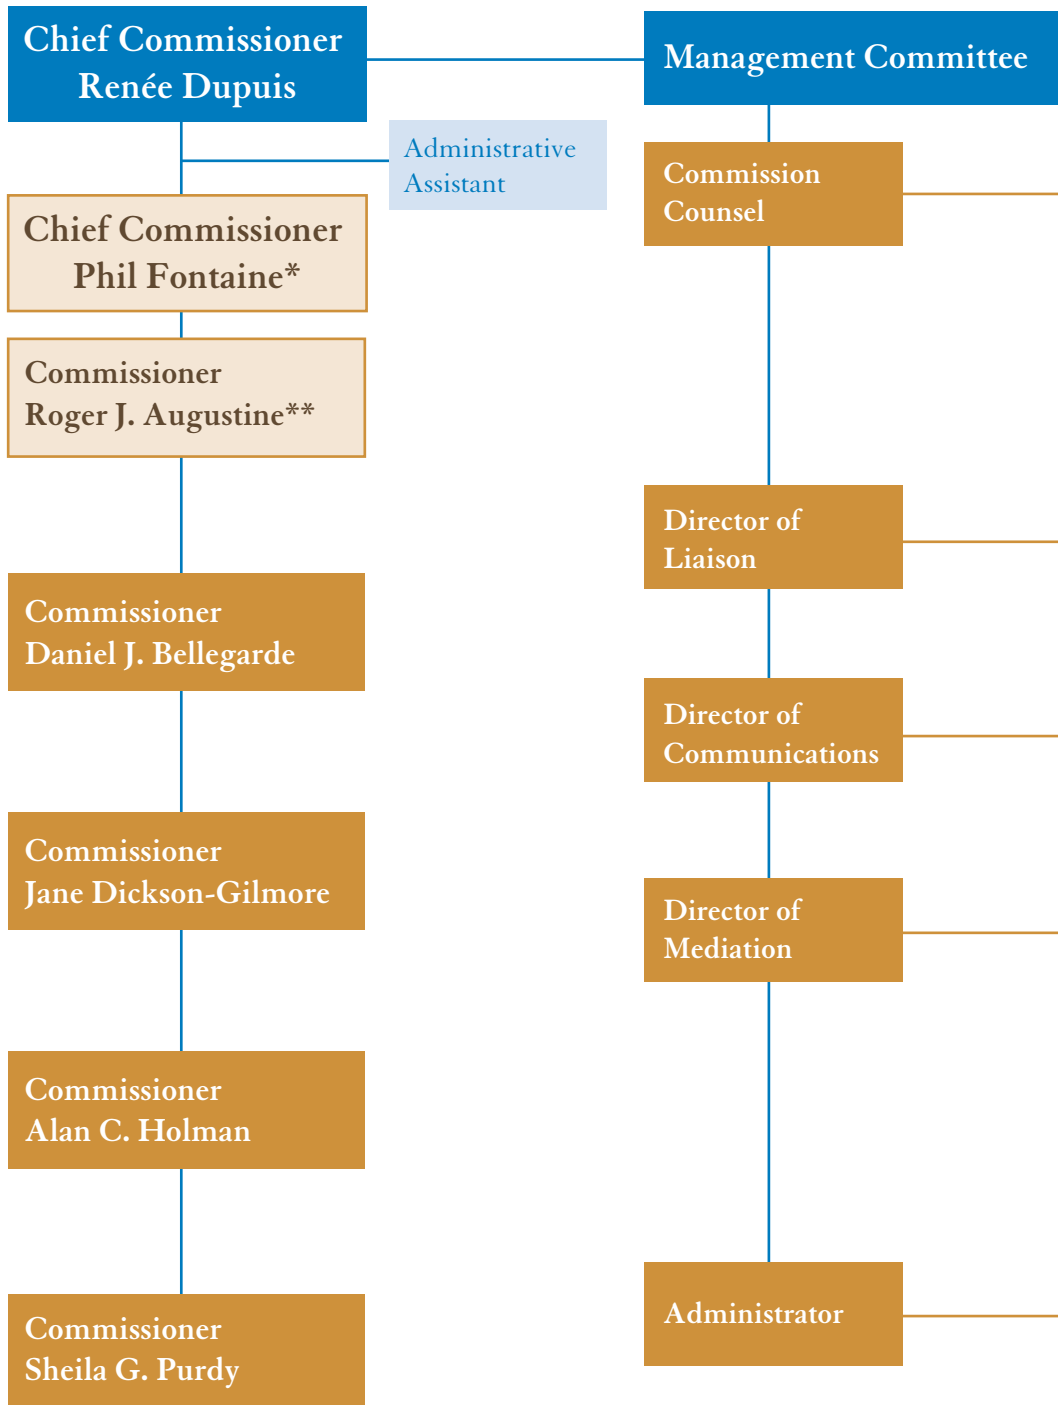 Chief Commissioner
Renée Dupuis
Management Committee
Administrative
Assistant
Commission
Counsel
Chief Commissioner
Phil Fontaine*
Commissioner
Roger J. Augustine**
Director of
Liaison
Commissioner
Daniel J. Bellegarde
Director of
Communications
Commissioner
Jane Dickson-Gilmore
Director of
Mediation
Commissioner
Alan C. Holman
Administrator
Commissioner
Sheila G. Purdy